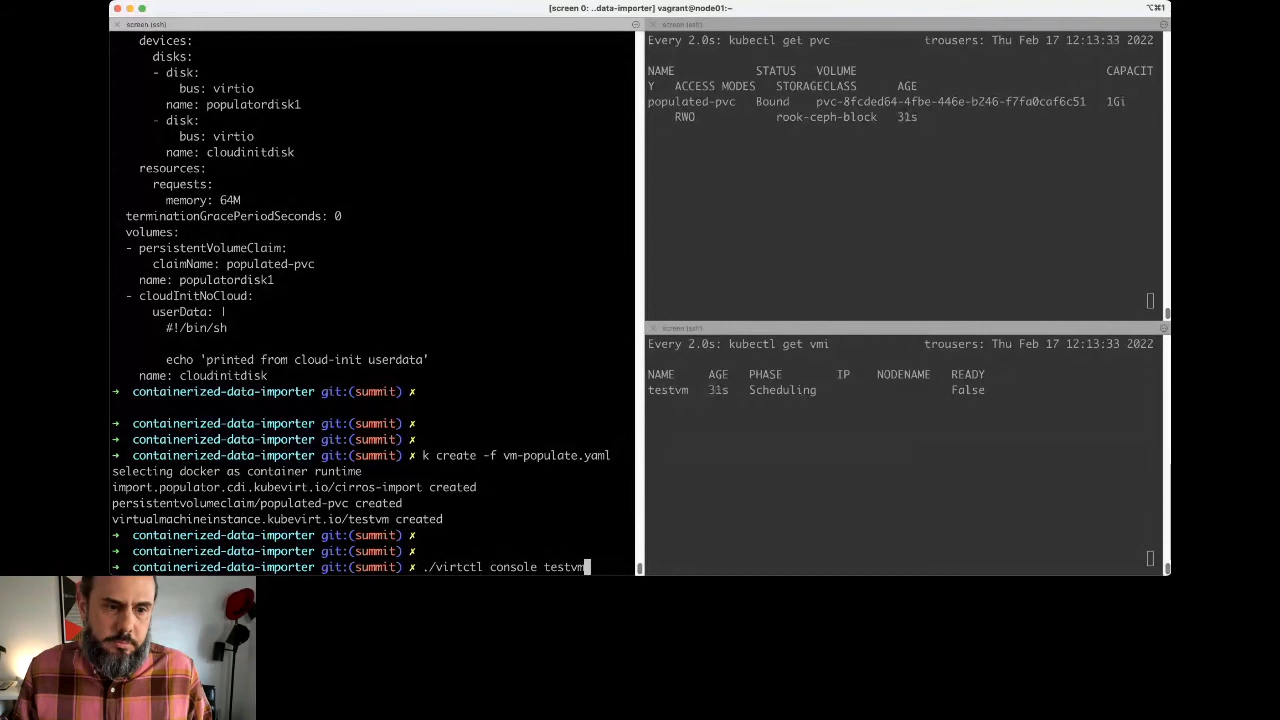 [screen 0: ..data-importer] vagrant@node01:~
⌥⌘1
screen (ssh)
devices:
disks:
- disk:
bus: virtio
name: populatordisk1
- disk:
bus: virtio
name: cloudinitdisk
resources:
requests:
memory: 64M
terminationGracePeriodSeconds: 0
volumes:
- persistentVolumeClaim:
claimName: populated-pvc
name: populatordisk1
- cloudInitNoCloud:
userData: |
#!/bin/sh
echo 'printed from cloud-init userdata'
name: cloudinitdisk
➜ containerized-data-importer git:(summit) ✗
➜ containerized-data-importer git:(summit) ✗
➜ containerized-data-importer git:(summit) ✗
➜ containerized-data-importer git:(summit) ✗ k create -f vm-populate.yaml
selecting docker as container runtime
import.populator.cdi.kubevirt.io/cirros-import created
persistentvolumeclaim/populated-pvc created
virtualmachineinstance.kubevirt.io/testvm created
➜ containerized-data-importer git:(summit) ✗
➜ containerized-data-importer git:(summit) ✗
➜ containerized-data-importer git:(summit) ✗ ./virtctl console testvm
screen (ssh)
Every 2.0s: kubectl get pvc trousers: Thu Feb 17 12:13:33 2022
NAME STATUS VOLUME CAPACIT
Y ACCESS MODES STORAGECLASS AGE
populated-pvc Bound pvc-8fcded64-4fbe-446e-b246-f7fa0caf6c51 1Gi
RWO rook-ceph-block 31s
screen (ssh)
Every 2.0s: kubectl get vmi trousers: Thu Feb 17 12:13:33 2022
NAME AGE PHASE IP NODENAME READY
testvm 31s Scheduling False